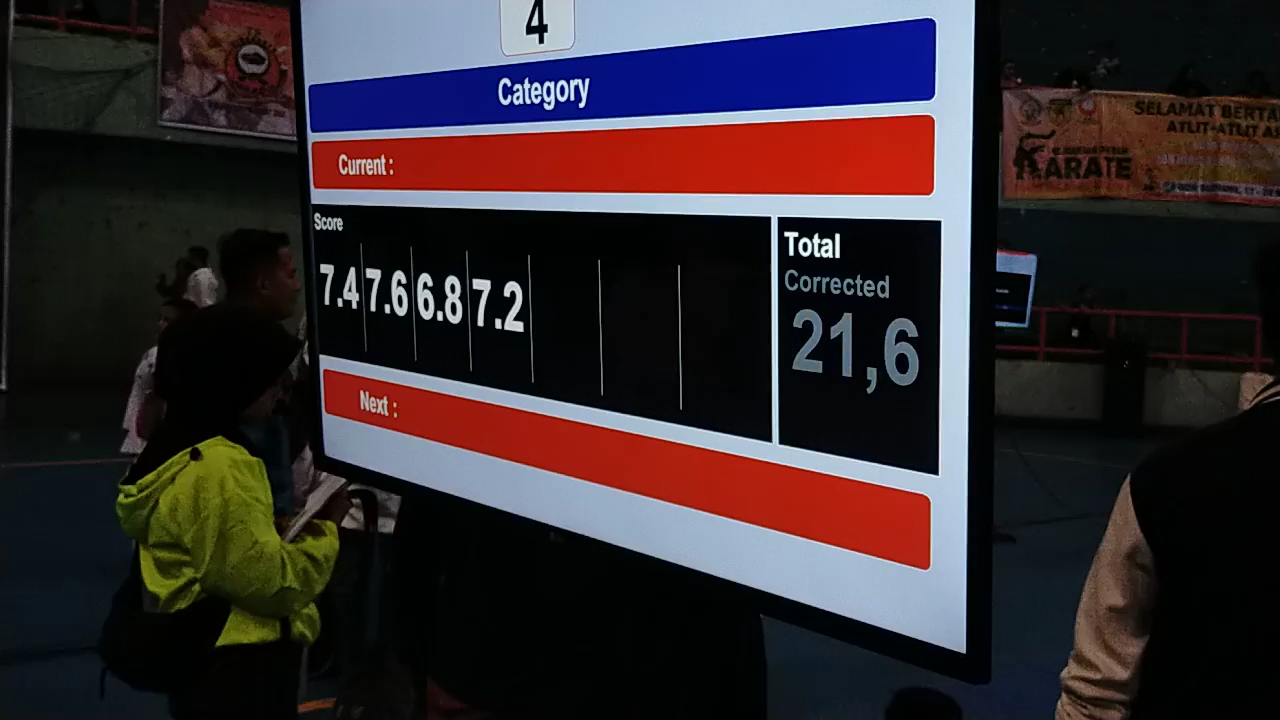 4
Category
Current :
Score
7.4 7.6 6.8 7.2
Total
Corrected
21,6
Next :
SELAMAT BERTA
ATLIT-ATLIT A
KARATE